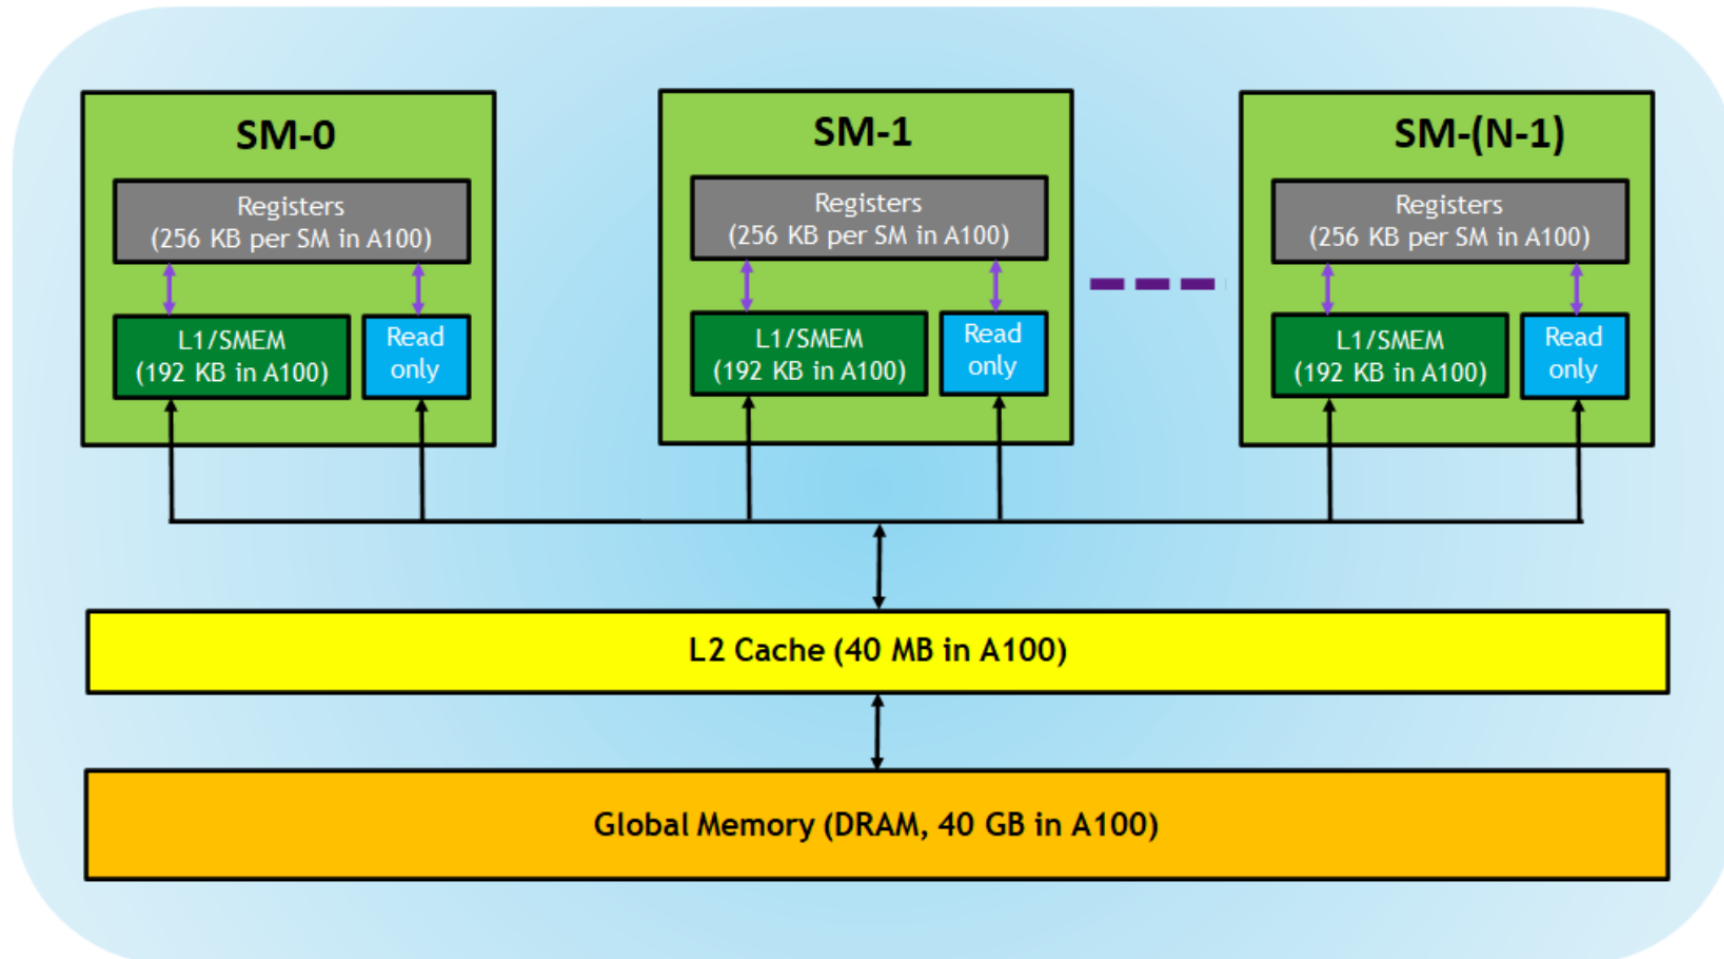 SM-0
Registers
(256 KB per SM in A100)
L1/SMEM
(192 KB in A100)
Read
only
SM-1
Registers
(256 KB per SM in A100)
L1/SMEM
(192 KB in A100)
Read
only
SM-(N-1)
Registers
(256 KB per SM in A100)
L1/SMEM
(192 KB in A100)
Read
only
L2 Cache (40 MB in A100)
Global Memory (DRAM, 40 GB in A100)